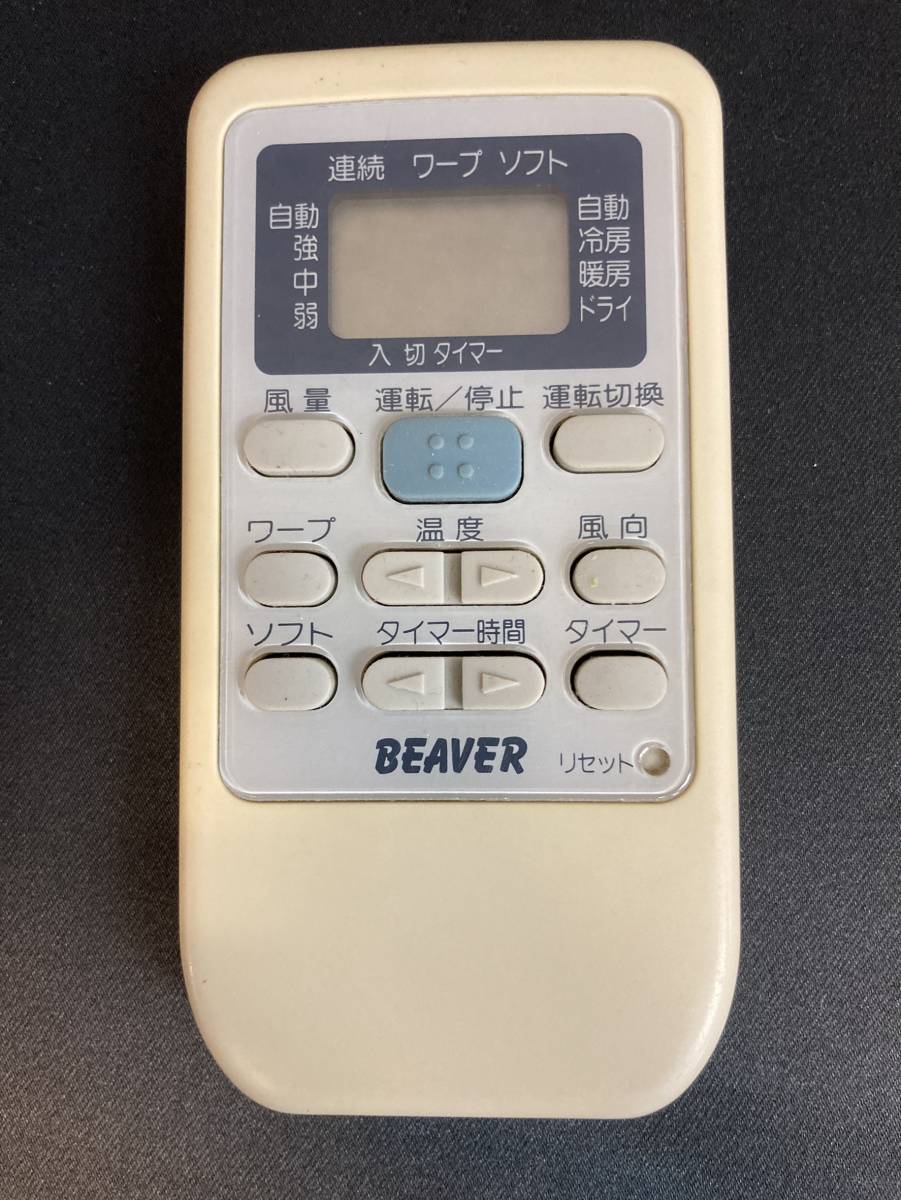 連続 ワープ ソフト
自動
強
中
弱
自動
冷房
暖房
ドライ
入 切 タイマー
風量 運転／停止 運転切換
ワープ 温度 風向
ソフト タイマー時間 タイマー
BEAVER リセット